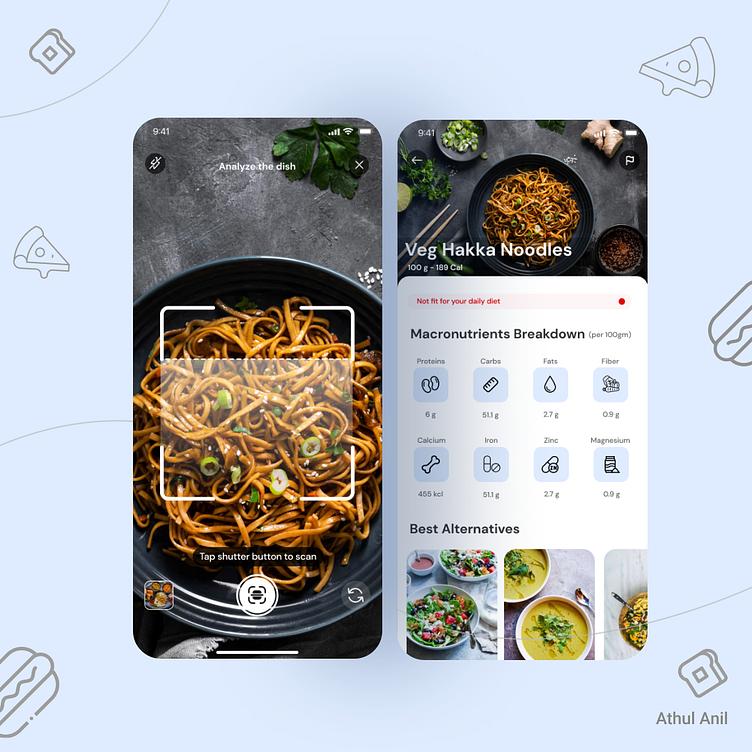 9:41
Analyze the dish
Tap shutter button to scan
9:41
Veg Hakka Noodles
100 g - 189 Cal
Not fit for your daily diet
Macronutrients Breakdown (per 100gm)
Proteins Carbs Fats Fiber
6 g 51.1 g 2.7 g 0.9 g
Calcium Iron Zinc Magnesium
455 kcl 51.1 g 2.7 g 0.9 g
Best Alternatives
Athul Anil